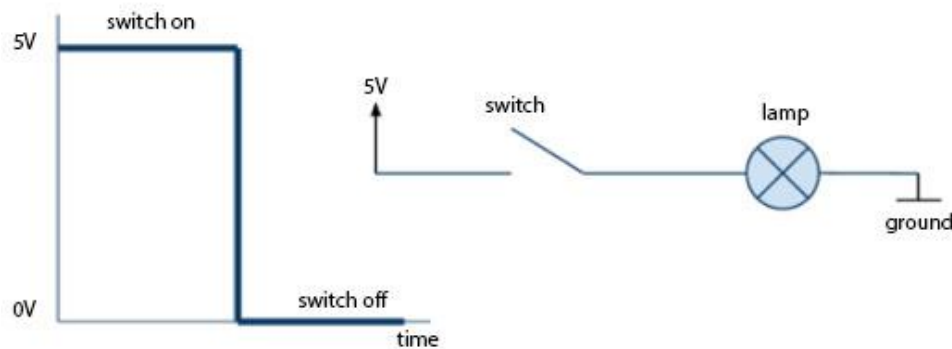 switch on
5V
0V
switch off
time
5V
switch
lamp
ground